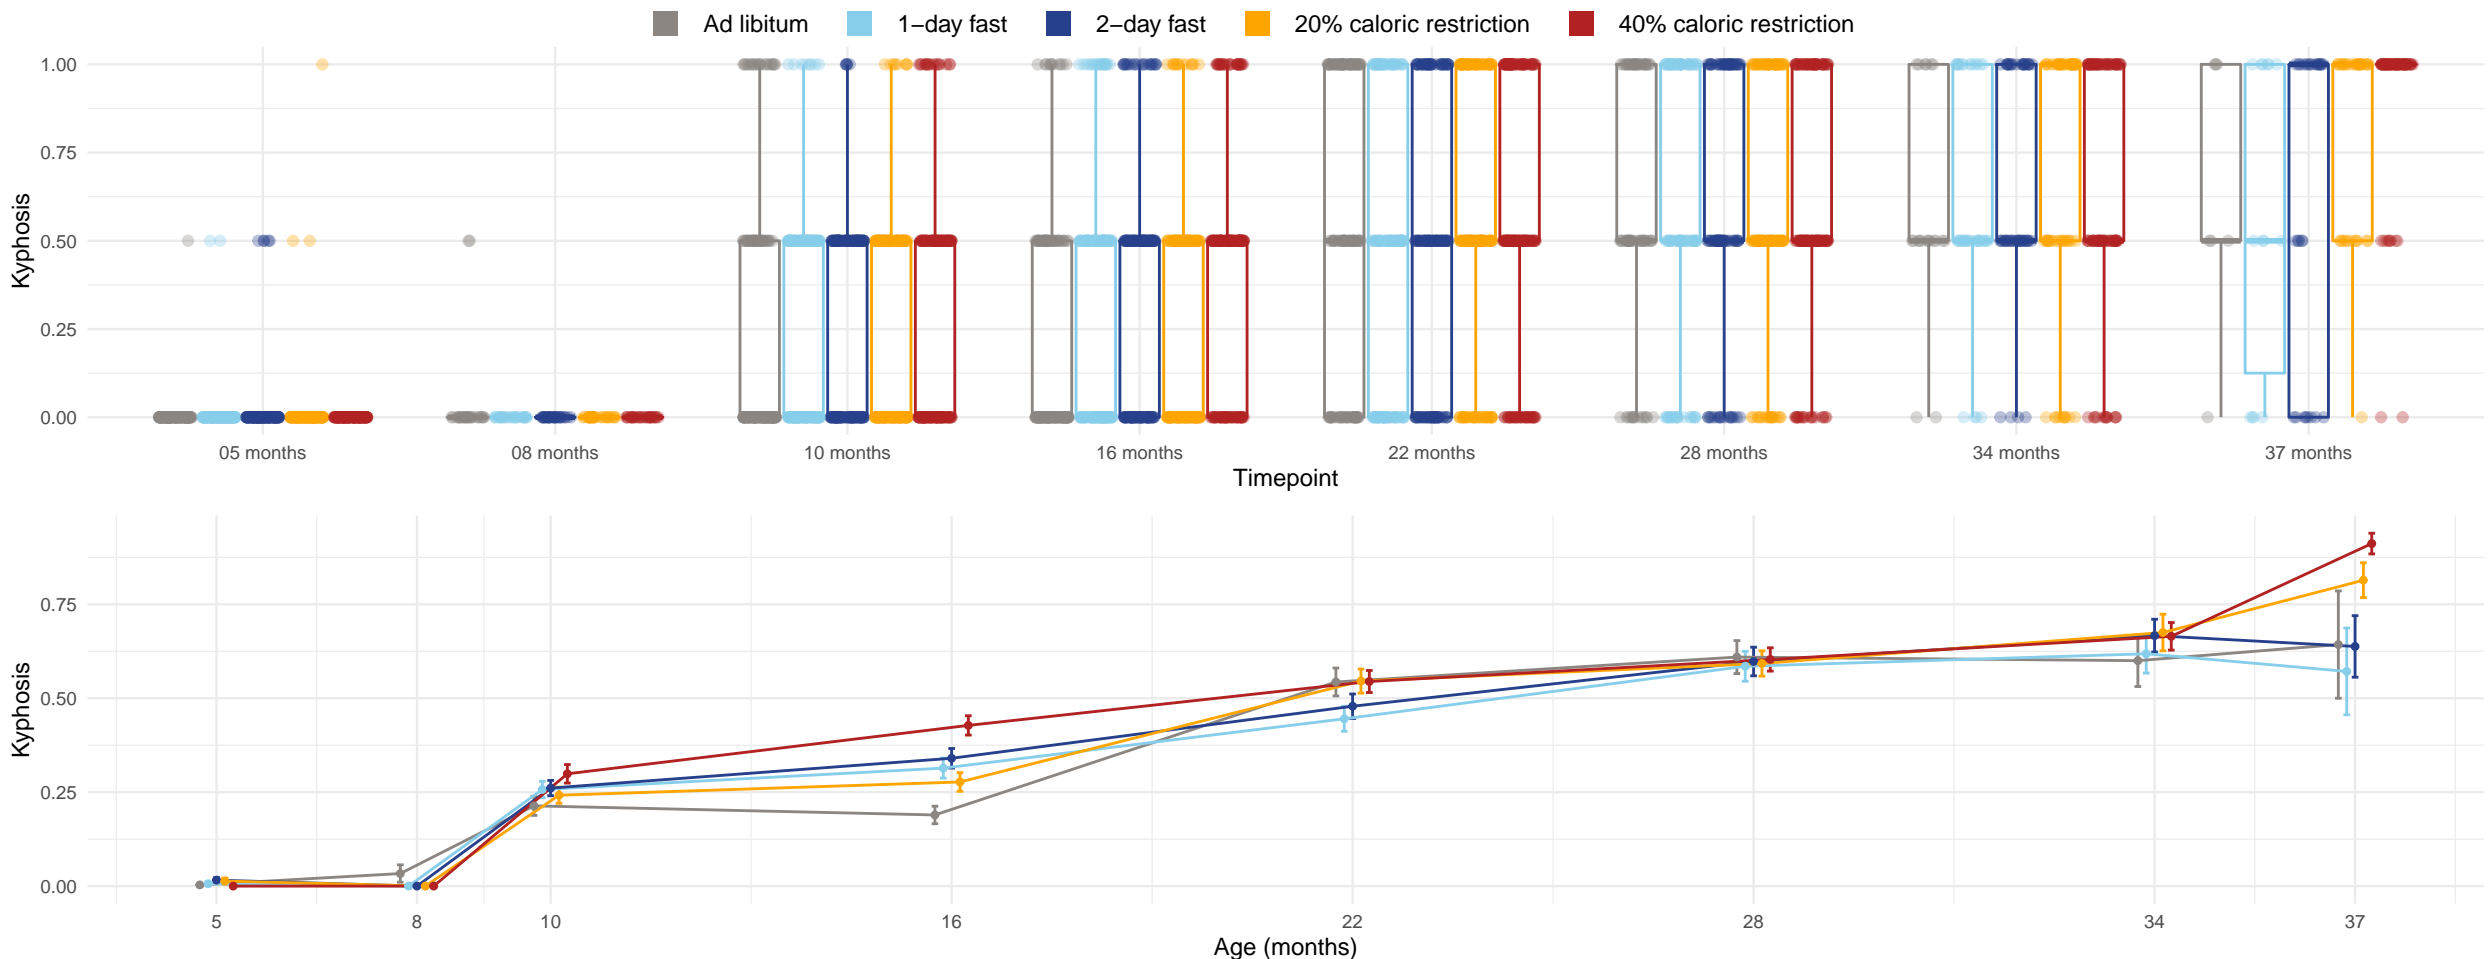 Ad libitum 1−day fast 2−day fast 20% caloric restriction 40% caloric restriction
1.00
0.75
0.50
0.25
0.00
Kyphosis
05 months 08 months 10 months 16 months 22 months 28 months 34 months 37 months
Timepoint
0.75
0.50
0.25
0.00
Kyphosis
5 8 10 16 22 28 34 37
Age (months)